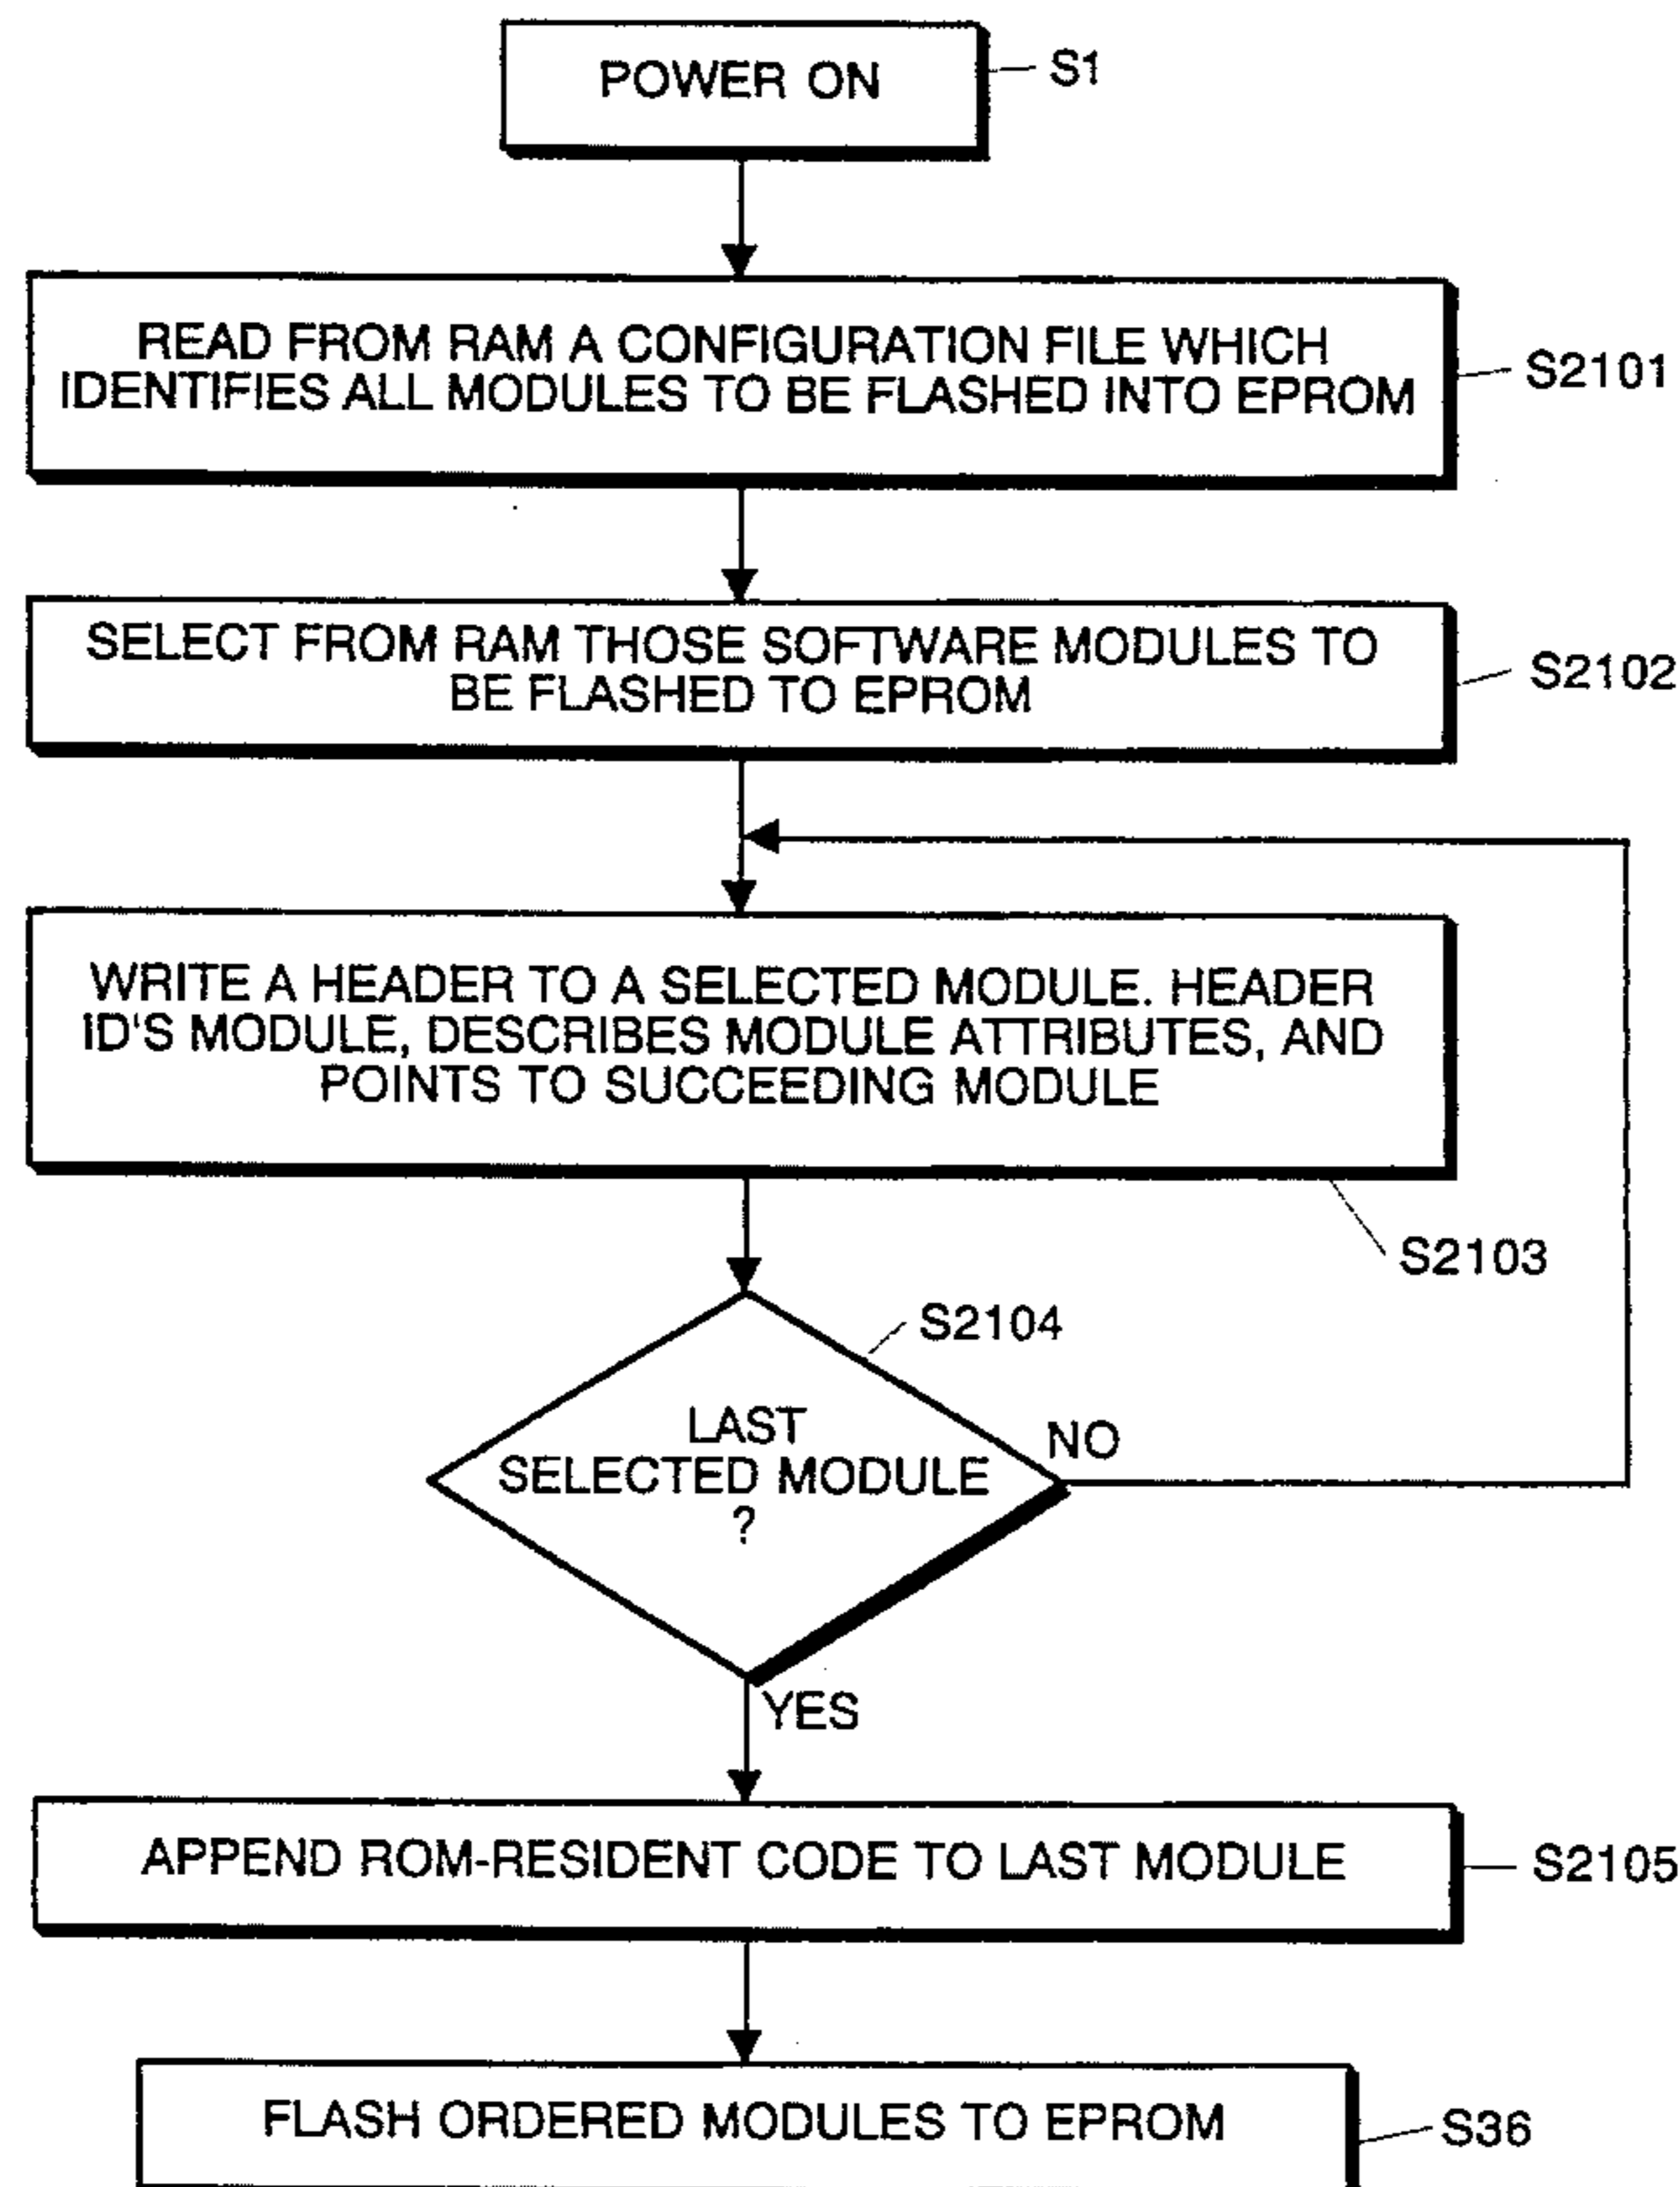 POWER ON
S1
READ FROM RAM A CONFIGURATION FILE WHICH
IDENTIFIES ALL MODULES TO BE FLASHED INTO EPROM
S2101
SELECT FROM RAM THOSE SOFTWARE MODULES TO
BE FLASHED TO EPROM
S2102
WRITE A HEADER TO A SELECTED MODULE. HEADER
ID'S MODULE, DESCRIBES MODULE ATTRIBUTES, AND
POINTS TO SUCCEEDING MODULE
S2103
S2104
LAST
SELECTED MODULE
?
NO
YES
APPEND ROM-RESIDENT CODE TO LAST MODULE
S2105
FLASH ORDERED MODULES TO EPROM
S36